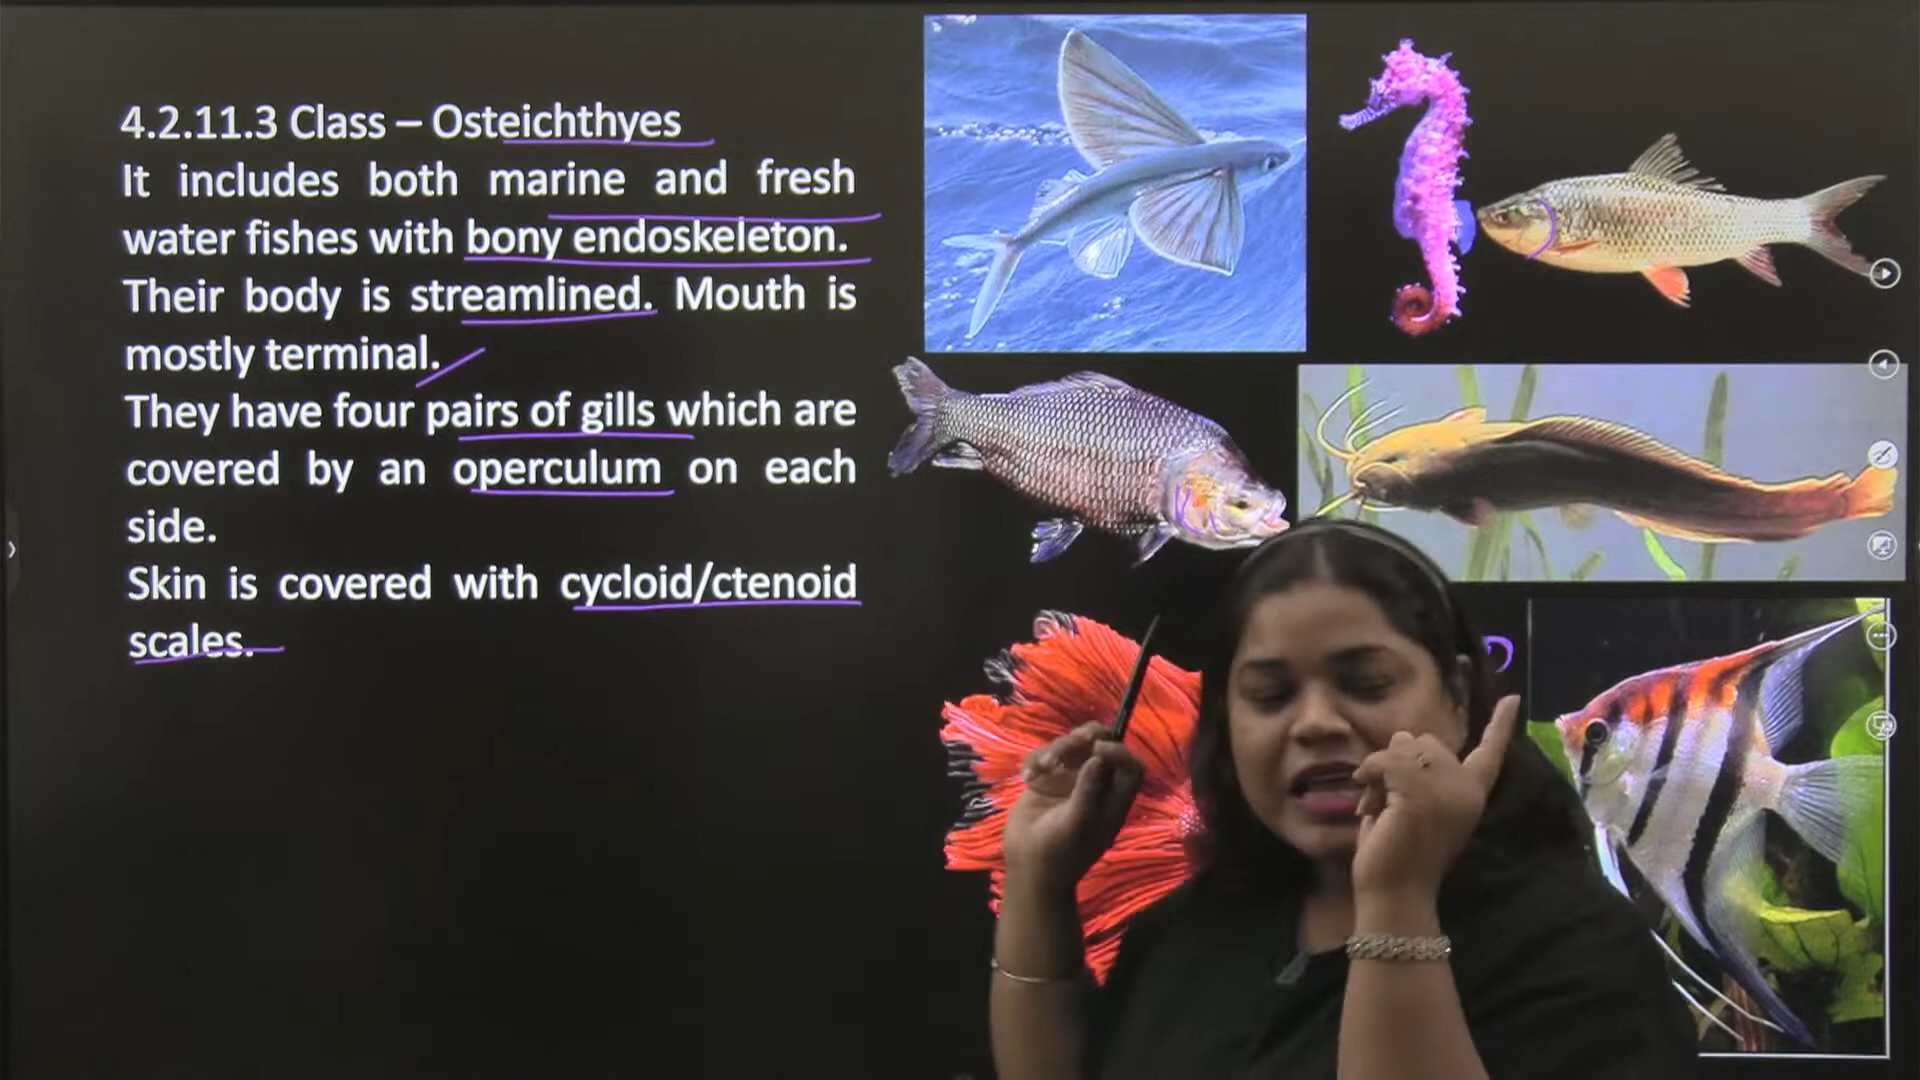 4.2.11.3 Class – Osteichthyes
It includes both marine and fresh
water fishes with bony endoskeleton.
Their body is streamlined. Mouth is
mostly terminal.
They have four pairs of gills which are
covered by an operculum on each
side.
Skin is covered with cycloid/ctenoid
scales.